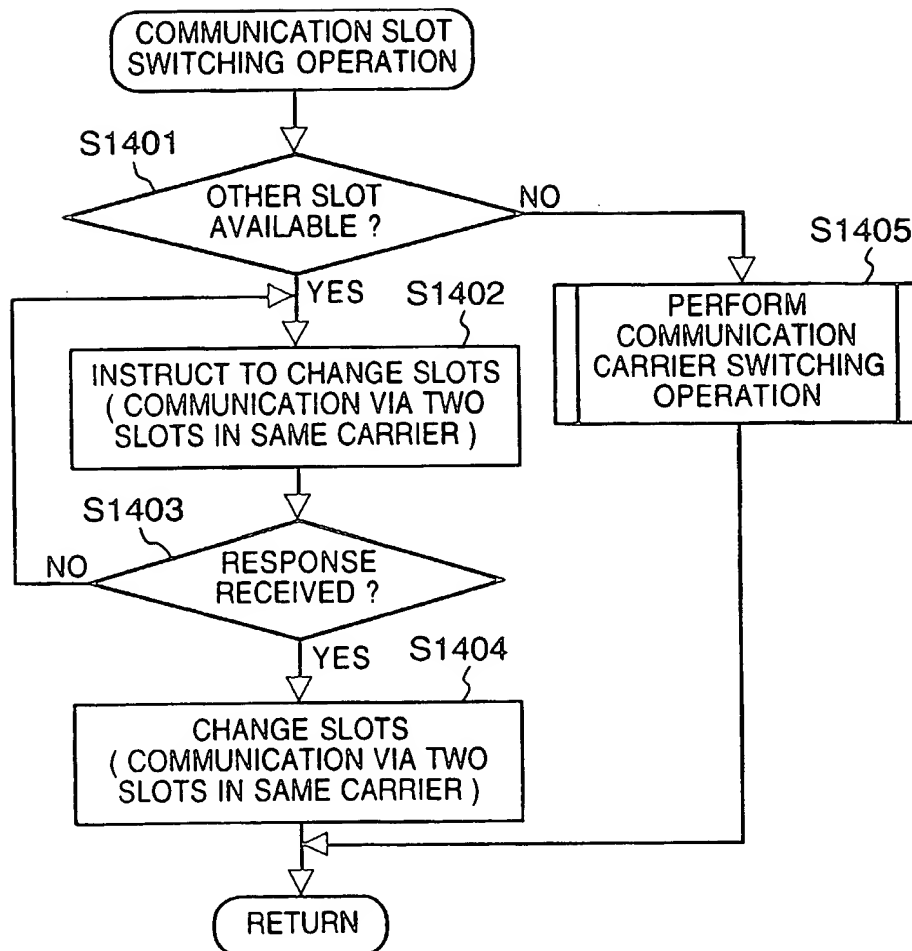 COMMUNICATION SLOT
SWITCHING OPERATION
S1401
OTHER SLOT
AVAILABLE ?
NO
YES
S1405
PERFORM
COMMUNICATION
CARRIER SWITCHING
OPERATION
S1402
INSTRUCT TO CHANGE SLOTS
( COMMUNICATION VIA TWO
SLOTS IN SAME CARRIER )
S1403
RESPONSE
RECEIVED ?
NO
YES
S1404
CHANGE SLOTS
( COMMUNICATION VIA TWO
SLOTS IN SAME CARRIER )
RETURN